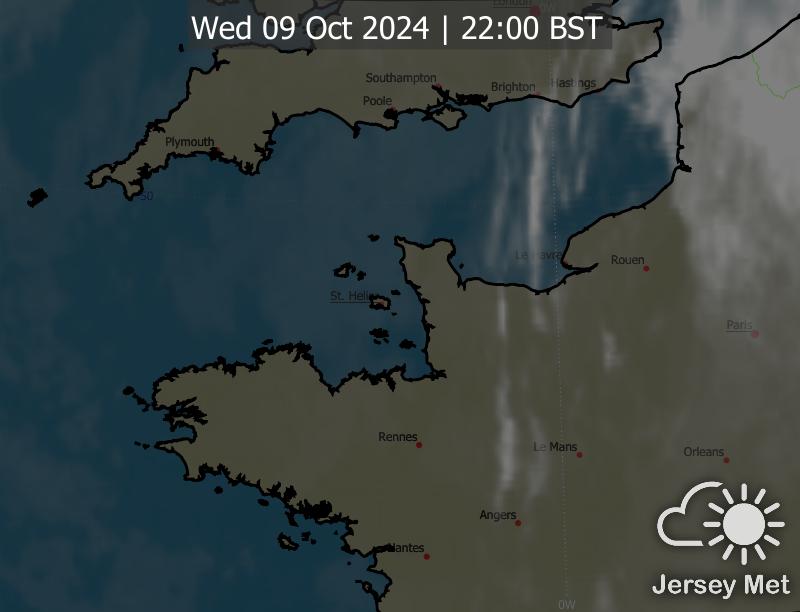 London
0W
Wed 09 Oct 2024 | 22:00 BST
Southampton
Brighton
Hastings
Poole
Plymouth
50
Le Havre
Rouen
St. Helier
Paris
Rennes
Le Mans
Orleans
Angers
Nantes
Jersey Met
0W